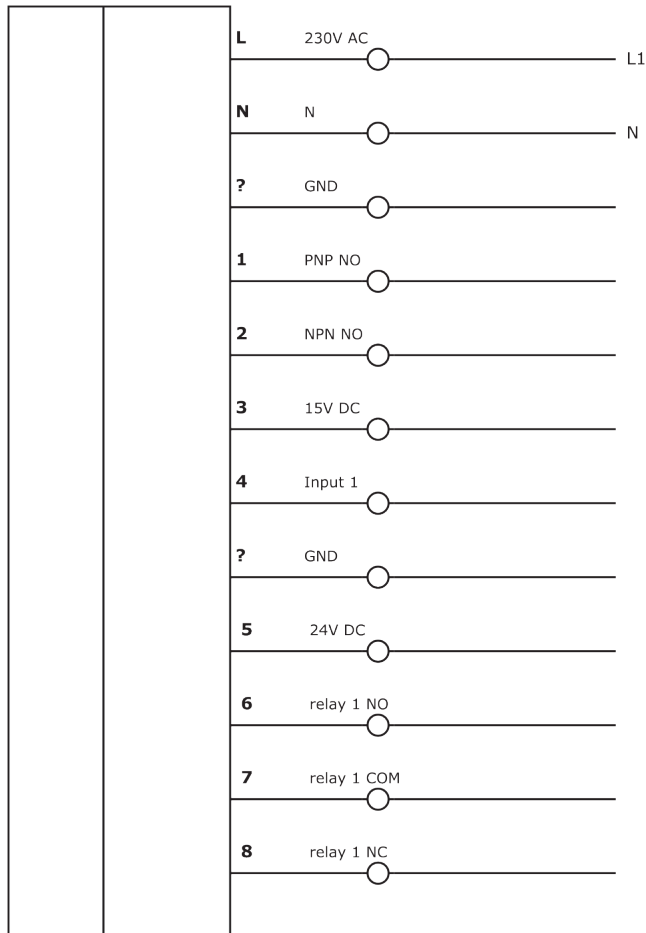 L 230V AC L1
N N N
? GND
1 PNP NO
2 NPN NO
3 15V DC
4 Input 1
? GND
5 24V DC
6 relay 1 NO
7 relay 1 COM
8 relay 1 NC